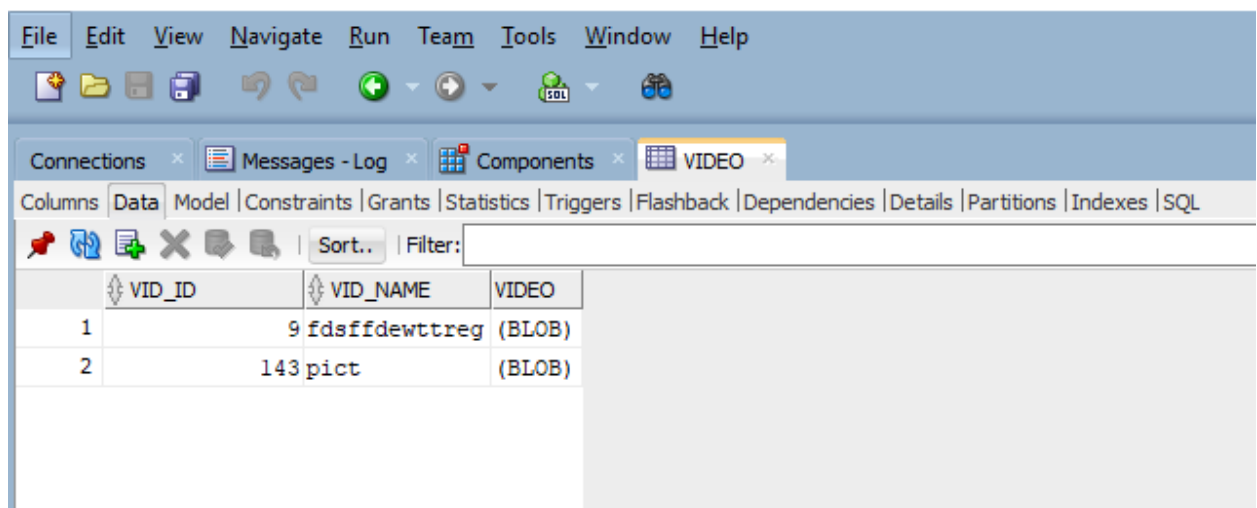 File Edit View Navigate Run Team Tools Window Help
SQL
Connections Messages - Log Components VIDEO
Columns Data Model |Constraints |Grants |Statistics |Triggers |Flashback |Dependencies |Details |Partitions |Indexes |SQL
Sort.. | Filter:
VID_ID VID_NAME VIDEO
1 9 fdsffdewttreg (BLOB)
2 143 pict (BLOB)